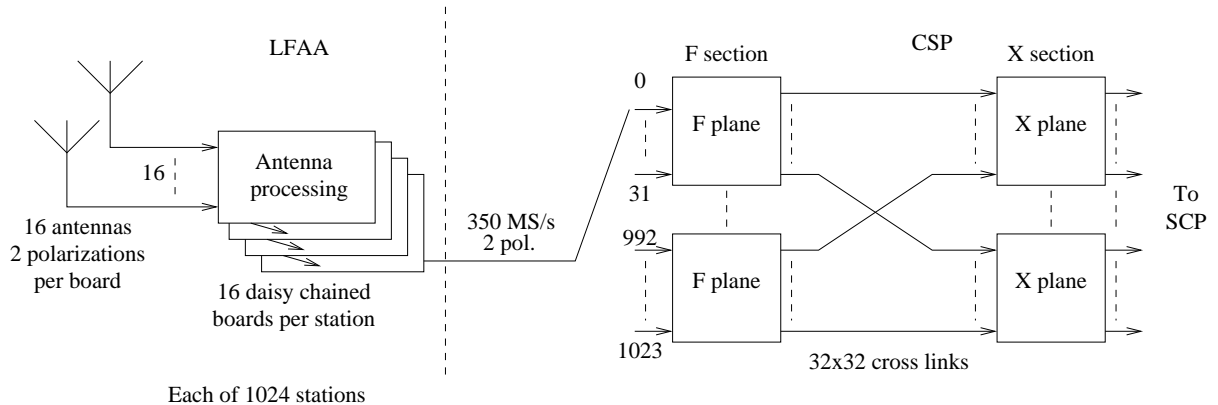 LFAA
CSP
F section
X section
0
F plane
X plane
16
Antenna
processing
31
To
SCP
16 antennas
2 polarizations
per board
350 MS/s
2 pol.
992
F plane
X plane
16 daisy chained
boards per station
1023
32x32 cross links
Each of 1024 stations